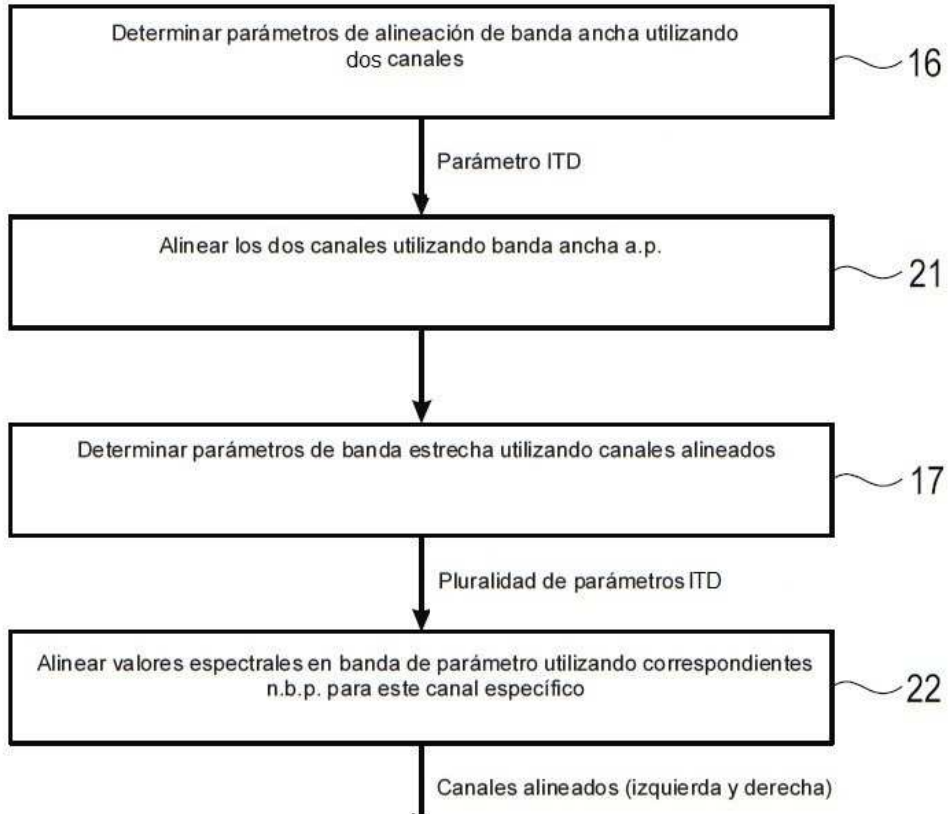 Determinar parámetros de alineación de banda ancha utilizando
dos canales
16
Parámetro ITD
Alinear los dos canales utilizando banda ancha a.p.
21
Determinar parámetros de banda estrecha utilizando canales alineados
17
Pluralidad de parámetros ITD
Alinear valores espectrales en banda de parámetro utilizando correspondientes
n.b.p. para este canal específico
22
Canales alineados (izquierda y derecha)